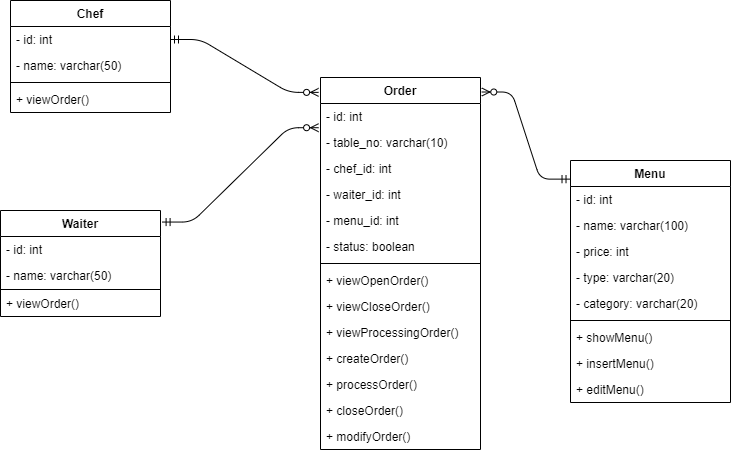 Chef
- id: int
- name: varchar(50)
+ viewOrder()
Waiter
- id: int
- name: varchar(50)
+ viewOrder()
Order
- id: int
- table_no: varchar(10)
- chef_id: int
- waiter_id: int
- menu_id: int
- status: boolean
+ viewOpenOrder()
+ viewCloseOrder()
+ viewProcessingOrder()
+ createOrder()
+ processOrder()
+ closeOrder()
+ modifyOrder()
Menu
- id: int
- name: varchar(100)
- price: int
- type: varchar(20)
- category: varchar(20)
+ showMenu()
+ insertMenu()
+ editMenu()